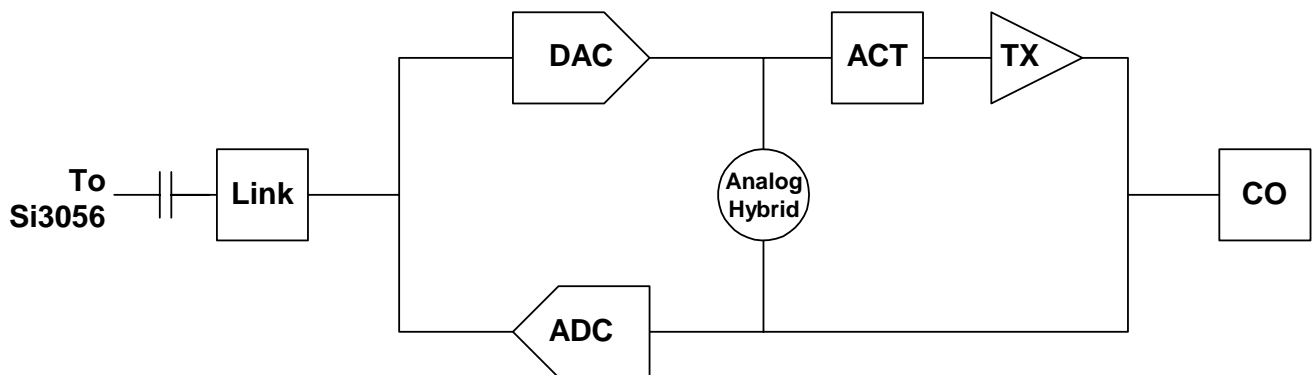 DAC
ACT
TX
To
Si3056
Link
Analog
Hybrid
CO
ADC